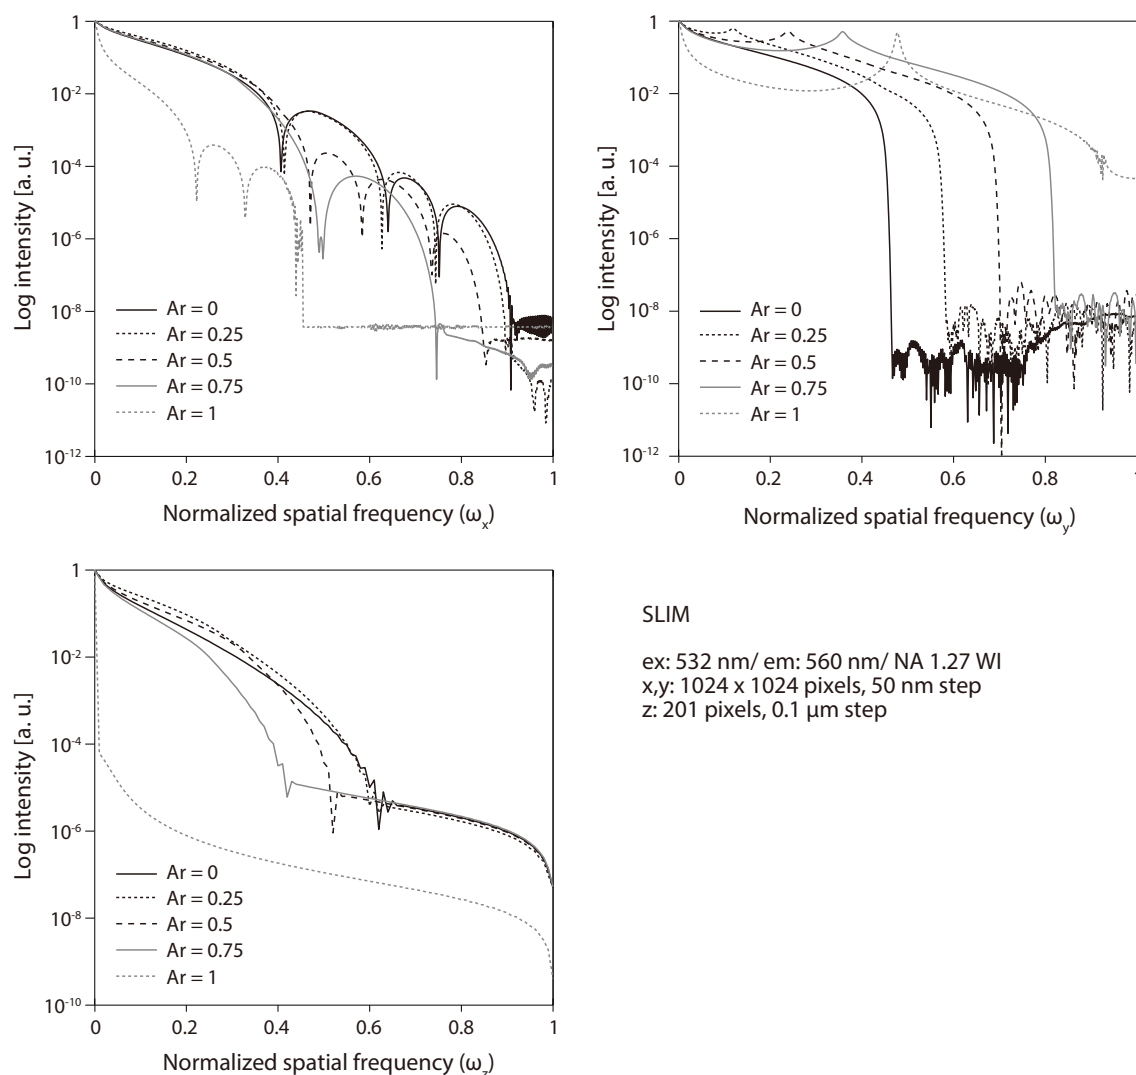 1
10-2
10-4
10-6
10-8
10-10
10-12
Log intensity [a. u.]
Ar = 0
Ar = 0.25
Ar = 0.5
Ar = 0.75
Ar = 1
0 0.2 0.4 0.6 0.8 1
Normalized spatial frequency (ωx)
1
10-2
10-4
10-6
10-8
10-10
10-12
Log intensity [a. u.]
Ar = 0
Ar = 0.25
Ar = 0.5
Ar = 0.75
Ar = 1
0 0.2 0.4 0.6 0.8 1
Normalized spatial frequency (ωy)
1
10-2
10-4
10-6
10-8
10-10
Log intensity [a. u.]
Ar = 0
Ar = 0.25
Ar = 0.5
Ar = 0.75
Ar = 1
0 0.2 0.4 0.6 0.8 1
Normalized spatial frequency (ωz)
SLIM
ex: 532 nm/ em: 560 nm/ NA 1.27 WI
x,y: 1024 x 1024 pixels, 50 nm step
z: 201 pixels, 0.1 µm step